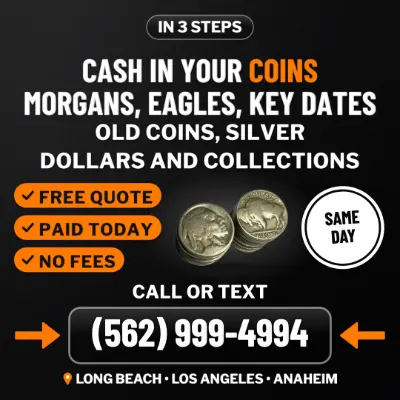 IN 3 STEPS
CASH IN YOUR COINS
MORGANS, EAGLES, KEY DATES
OLD COINS, SILVER
DOLLARS AND COLLECTIONS
FREE QUOTE
PAID TODAY
NO FEES
SAME
DAY
CALL OR TEXT
(562) 999-4994
LONG BEACH • LOS ANGELES • ANAHEIM